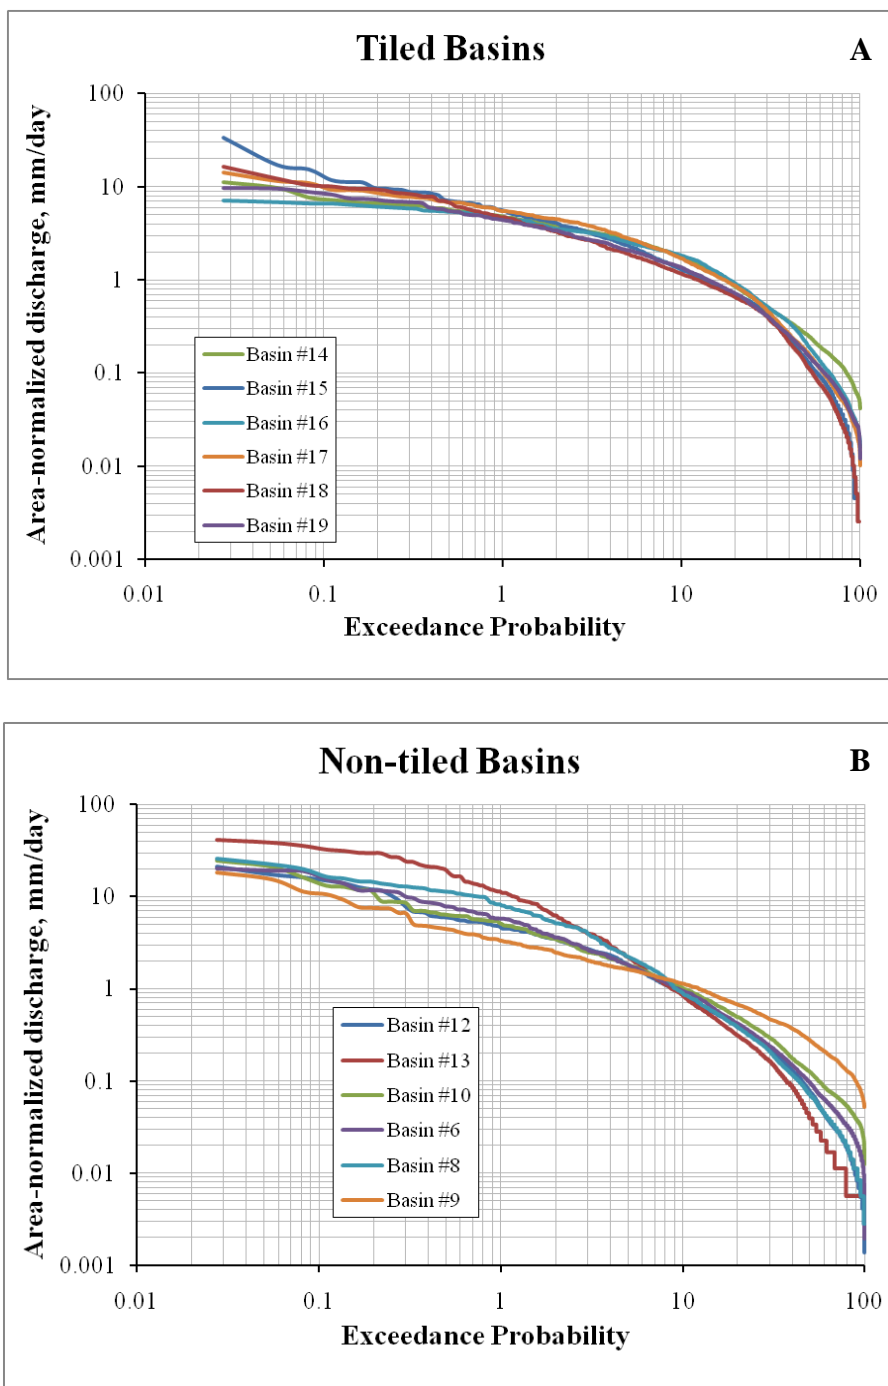 Tiled Basins
A
Area-normalized discharge, mm/day
100
10
1
0.1
0.01
0.001
Basin #14
Basin #15
Basin #16
Basin #17
Basin #18
Basin #19
0.01 0.1 1 10 100
Exceedance Probability
Non-tiled Basins
B
Area-normalized discharge, mm/day
100
10
1
0.1
0.01
0.001
Basin #12
Basin #13
Basin #10
Basin #6
Basin #8
Basin #9
0.01 0.1 1 10 100
Exceedance Probability